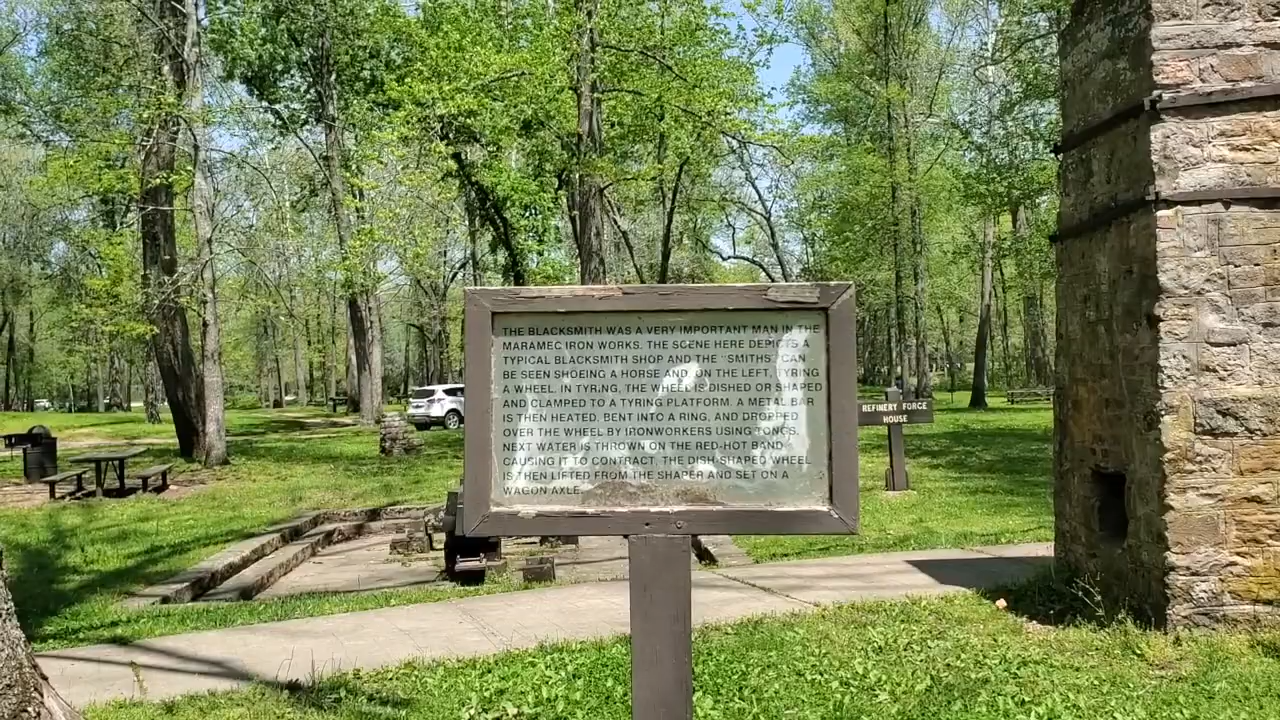 THE BLACKSMITH WAS A VERY IMPORTANT MAN IN THE
MARAMEC IRON WORKS. THE SCENE HERE DEPICTS A
TYPICAL BLACKSMITH SHOP AND THE "SMITHS" CAN
BE SEEN SHOEING A HORSE AND, ON THE LEFT, TYRING
A WHEEL. IN TYRING, THE WHEEL IS DISHED OR SHAPED
AND CLAMPED TO A TYRING PLATFORM. A METAL BAR
IS THEN HEATED, BENT INTO A RING, AND DROPPED
OVER THE WHEEL BY IRONWORKERS USING TONGS.
NEXT WATER IS THROWN ON THE RED-HOT BAND
CAUSING IT TO CONTRACT, THE DISH-SHAPED WHEEL
IS THEN LIFTED FROM THE SHAPER AND SET ON A
WAGON AXLE.
REFINERY FORCE
HOUSE